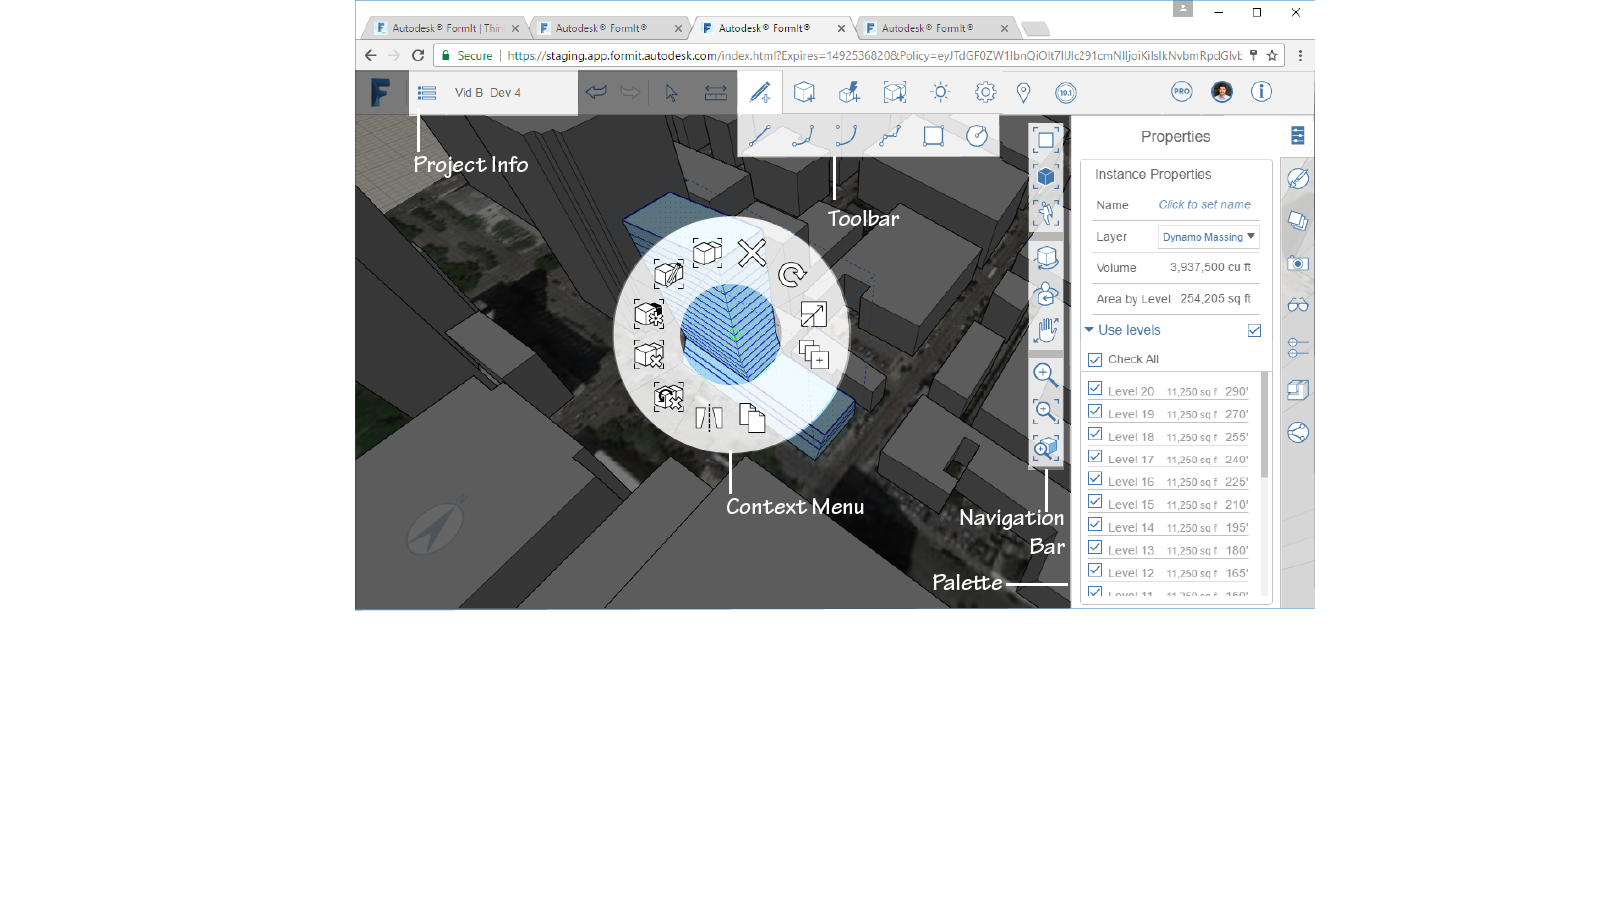 Autodesk® FormIt | Thin
Autodesk® FormIt®
Autodesk® FormIt®
Autodesk® FormIt®
Secure
https://staging.app.formit.autodesk.com/index.html?Expires=1492536820&Policy=
Vid B Dev 4
PRO
Project Info
Toolbar
Context Menu
Navigation
Bar
Palette
Properties
Instance Properties
Name Click to set name
Layer Dynamo Massing
Volume 3,937,500 cu ft
Area by Level 254,205 sq ft
Use levels
Check All
Level 20 11,250 sq f 290'
Level 19 11,250 sq f 270'
Level 18 11,250 sq f 255'
Level 17 11,250 sq f 240'
Level 16 11,250 sq f 225'
Level 15 11,250 sq f 210'
Level 14 11,250 sq f 195'
Level 13 11,250 sq f 180'
Level 12 11,250 sq f 165'
Level 11 11,250 sq f 150'